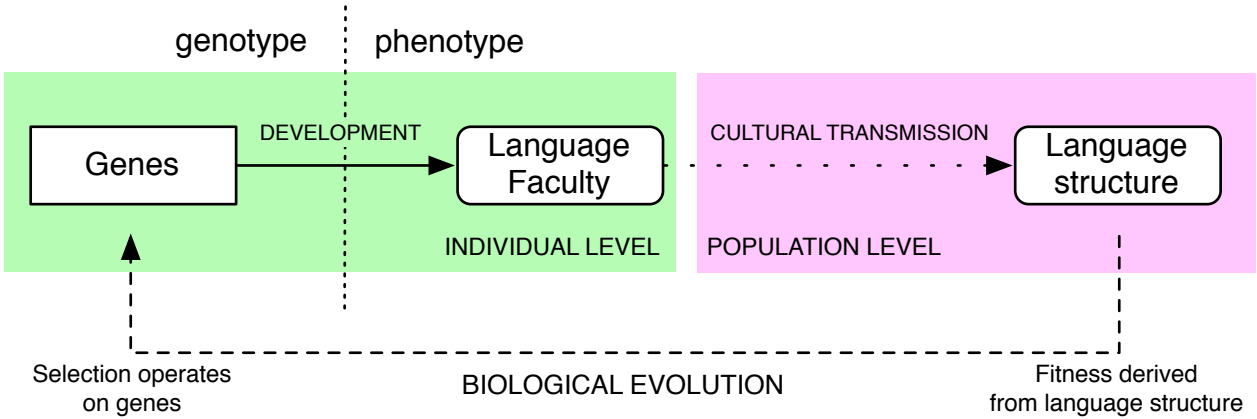 genotype
phenotype
DEVELOPMENT
CULTURAL TRANSMISSION
Genes
Language
Faculty
Language
structure
INDIVIDUAL LEVEL
POPULATION LEVEL
Selection operates
on genes
BIOLOGICAL EVOLUTION
Fitness derived
from language structure